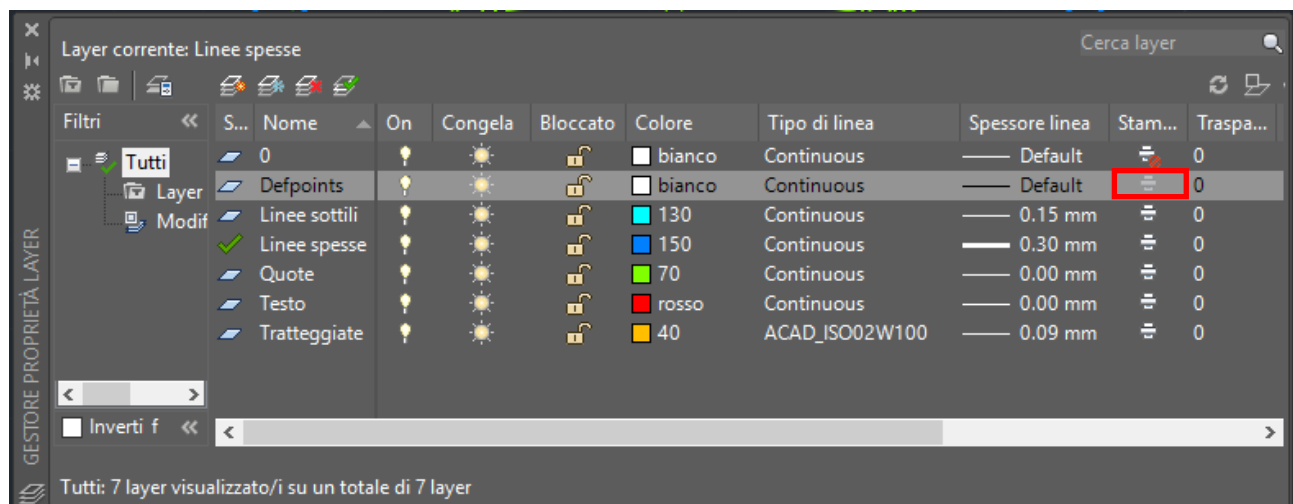 Layer corrente: Linee spesse
Cerca layer
Filtri
S... Nome On Congela Bloccato Colore Tipo di linea Spessore linea Stam... Traspa...
Tutti
Layer
Modif
0 bianco Continuous Default 0
Defpoints bianco Continuous Default 0
Linee sottili 130 Continuous 0.15 mm 0
Linee spesse 150 Continuous 0.30 mm 0
Quote 70 Continuous 0.00 mm 0
Testo rosso Continuous 0.00 mm 0
Tratteggiate 40 ACAD_ISO02W100 0.09 mm 0
Inverti f
Tutti: 7 layer visualizzato/i su un totale di 7 layer
GESTORE PROPRIETÀ LAYER